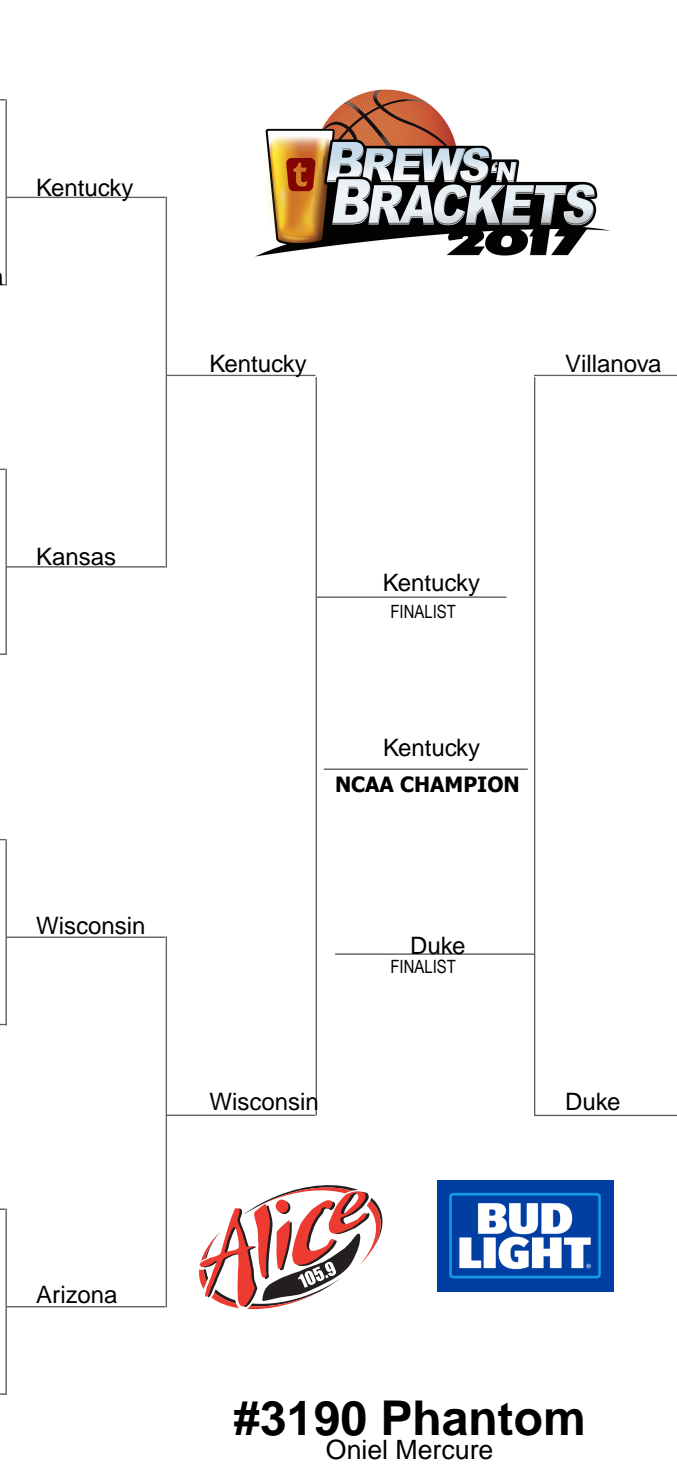 t
BREWS 'N
BRACKETS
2017
Kentucky
Kentucky
Villanova
Kansas
Kentucky
FINALIST
Kentucky
NCAA CHAMPION
Wisconsin
Duke
FINALIST
Wisconsin
Duke
Alice
105.9
BUD
LIGHT.
Arizona
#3190 Phantom
Oniel Mercure